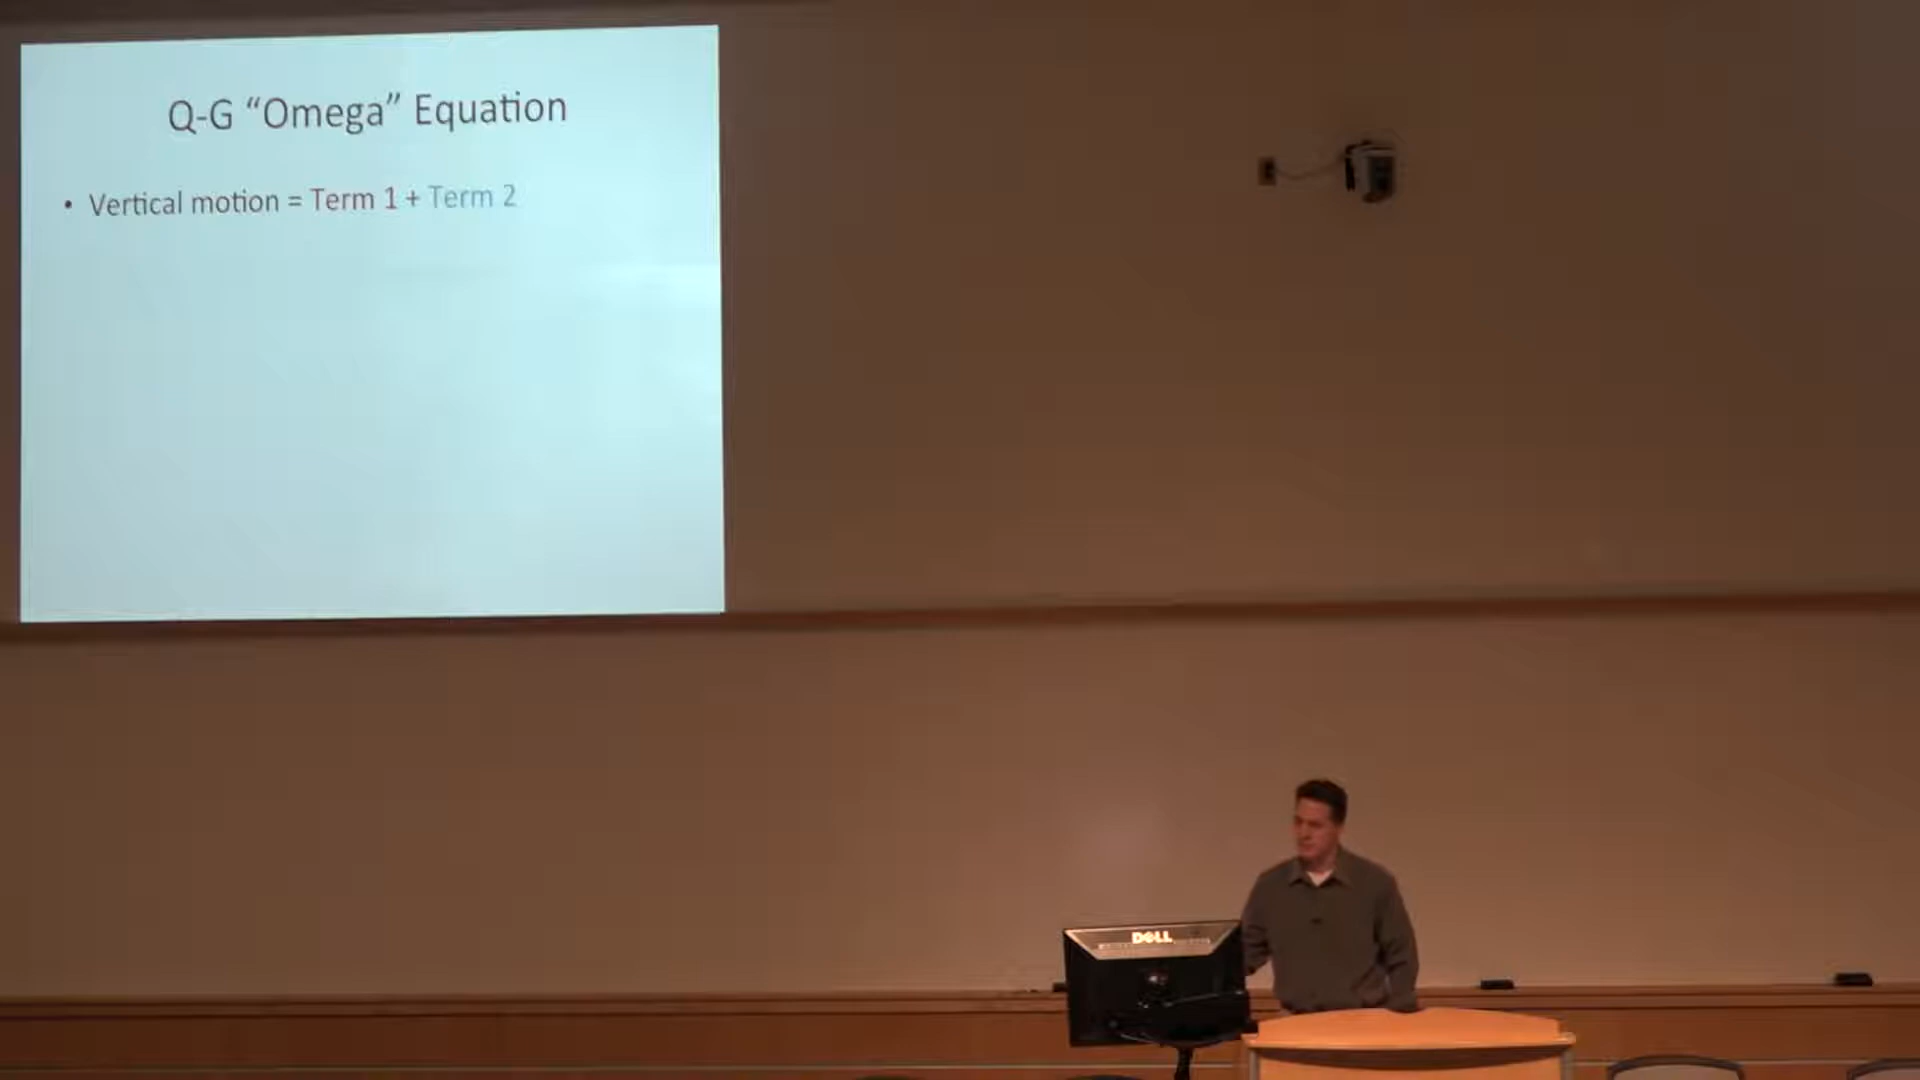 Q-G “Omega” Equation
• Vertical motion = Term 1 + Term 2
DELL